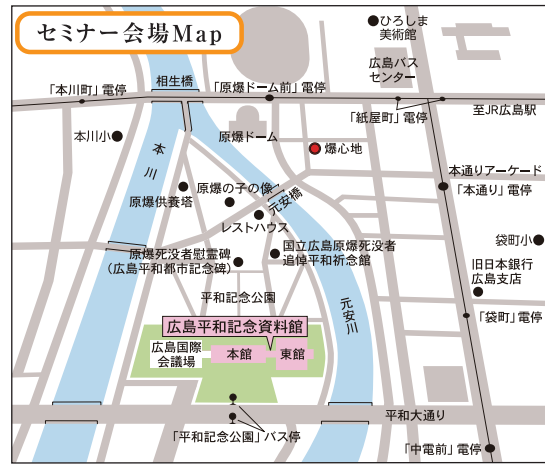 セミナー会場Map
ひろしま
美術館
広島バス
センター
相生橋
「本川町」電停
「原爆ドーム前」電停
至JR広島駅
「紙屋町」電停
本川小
本川
原爆ドーム
爆心地
本通りアーケード
「本通り」電停
原爆の子の像
元安橋
原爆供養塔
レストハウス
袋町小
原爆死没者慰霊碑
（広島平和都市記念碑）
国立広島原爆死没者
追悼平和祈念館
旧日本銀行
広島支店
平和記念公園
元安川
「袋町」電停
広島平和記念資料館
広島国際
会議場
本館
東館
平和大通り
「平和記念公園」バス停
「中電前」電停